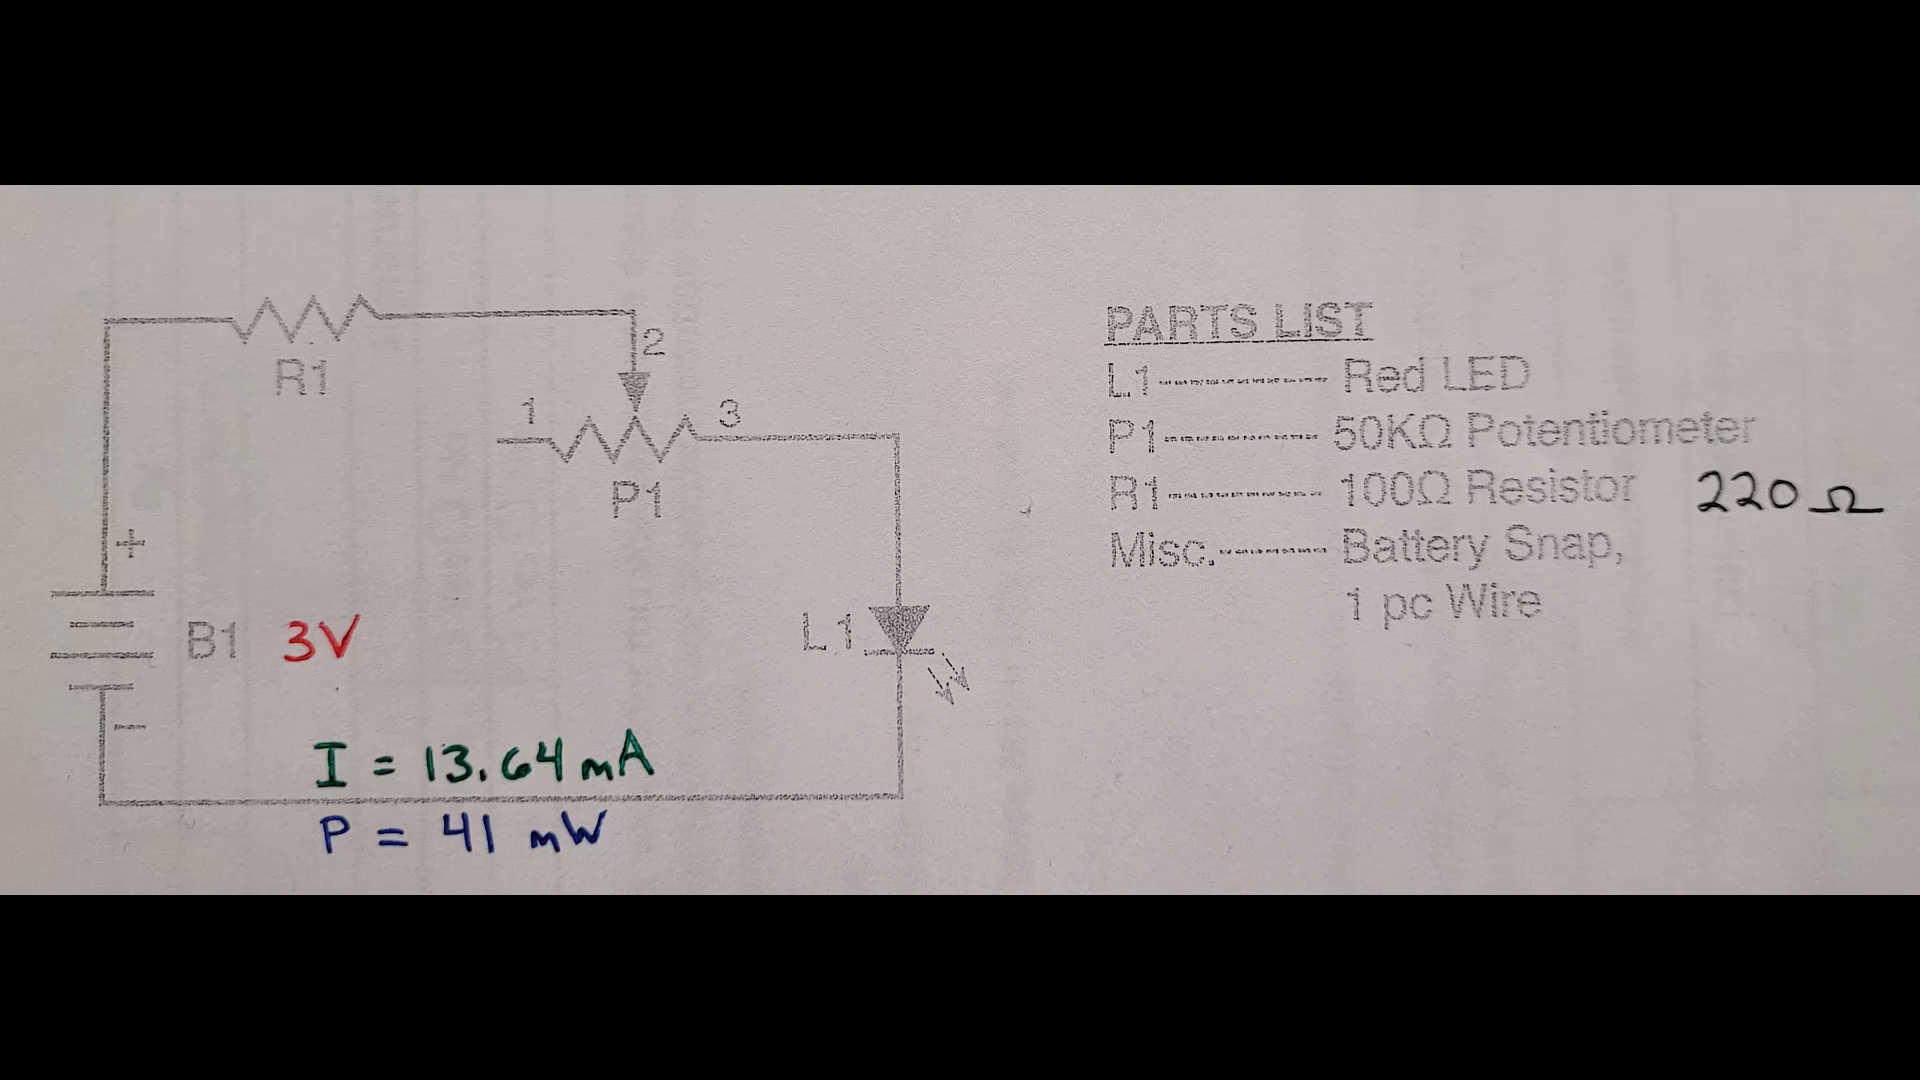 R1
2
1
3
P1
+
B1 3V
L1
−
I = 13.64 mA
P = 41 mW
PARTS LIST
L1 ---------- Red LED
P1 ---------- 50KΩ Potentiometer
R1 ---------- 100Ω Resistor 220 Ω
Misc. ------- Battery Snap,
1 pc Wire